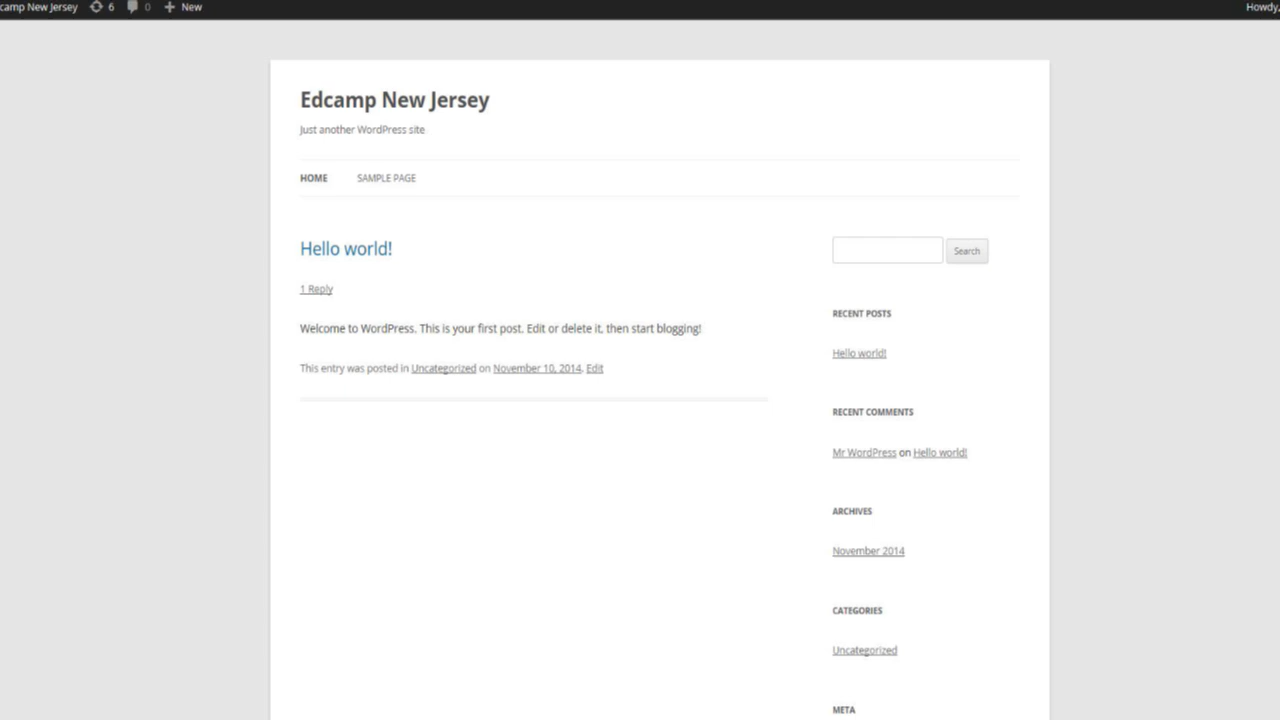 camp New Jersey 6 0 New Howdy,
Edcamp New Jersey
Just another WordPress site
HOME SAMPLE PAGE
Hello world!
1 Reply
Welcome to WordPress. This is your first post. Edit or delete it, then start blogging!
This entry was posted in Uncategorized on November 10, 2014. Edit
Search
RECENT POSTS
Hello world!
RECENT COMMENTS
Mr WordPress on Hello world!
ARCHIVES
November 2014
CATEGORIES
Uncategorized
META